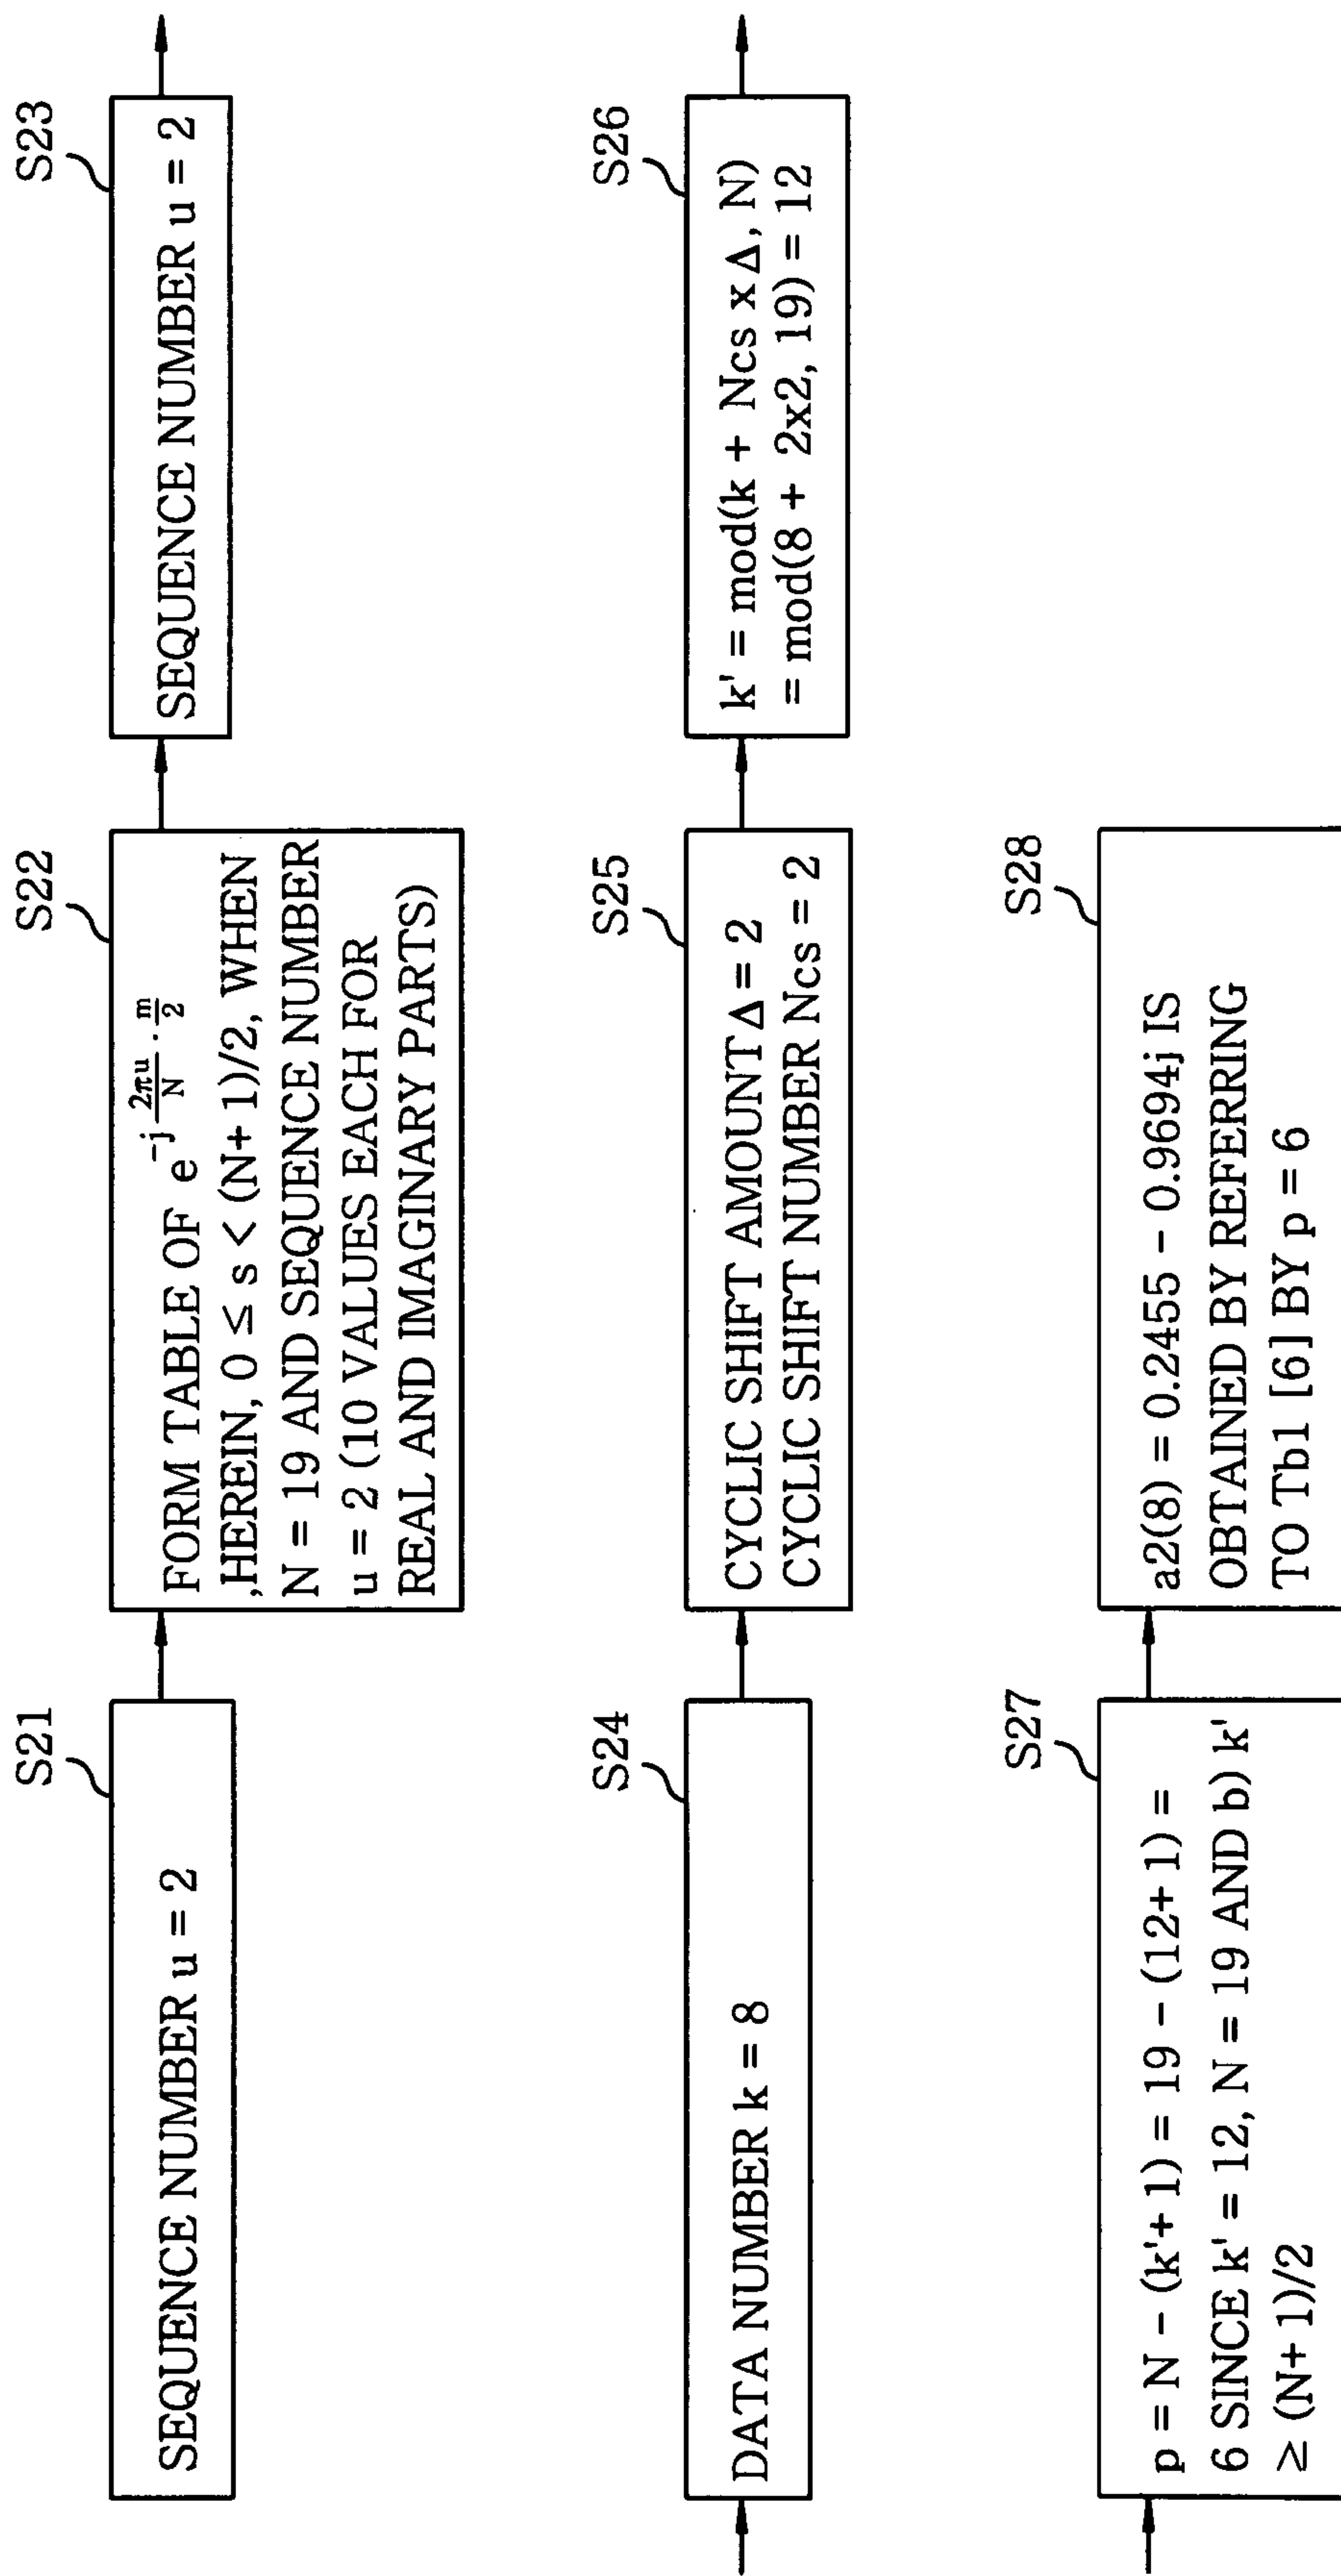 S21
SEQUENCE NUMBER u = 2
S22
FORM TABLE OF e^{-j\frac{2πu}{N}·\frac{m}{2}}
,HEREIN, 0 ≤ s < (N+1)/2, WHEN
N = 19 AND SEQUENCE NUMBER
u = 2 (10 VALUES EACH FOR
REAL AND IMAGINARY PARTS)
S23
SEQUENCE NUMBER u = 2
S24
DATA NUMBER k = 8
S25
CYCLIC SHIFT AMOUNT Δ = 2
CYCLIC SHIFT NUMBER Ncs = 2
S26
k' = mod(k + Ncs x Δ, N)
= mod(8 + 2x2, 19) = 12
S27
p = N - (k'+1) = 19 - (12+1) =
6 SINCE k' = 12, N = 19 AND b) k'
≥ (N+1)/2
S28
a2(8) = 0.2455 - 0.9694j IS
OBTAINED BY REFERRING
TO Tb1 [6] BY p = 6